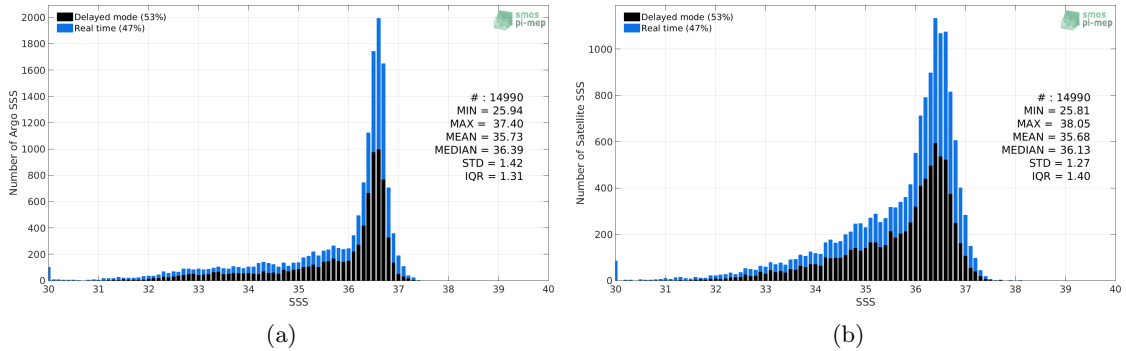 Delayed mode (53%)
Real time (47%)
smos
pi-mep
2000
1800
1600
1400
1200
1000
800
600
400
200
0
Number of Argo SSS
# : 14990
MIN = 25.94
MAX = 37.40
MEAN = 35.73
MEDIAN = 36.39
STD = 1.42
IQR = 1.31
30 31 32 33 34 35 36 37 38 39 40
SSS
(a)
Delayed mode (53%)
Real time (47%)
smos
pi-mep
1000
800
600
400
200
0
Number of Satellite SSS
# : 14990
MIN = 25.81
MAX = 38.05
MEAN = 35.68
MEDIAN = 36.13
STD = 1.27
IQR = 1.40
30 31 32 33 34 35 36 37 38 39 40
SSS
(b)